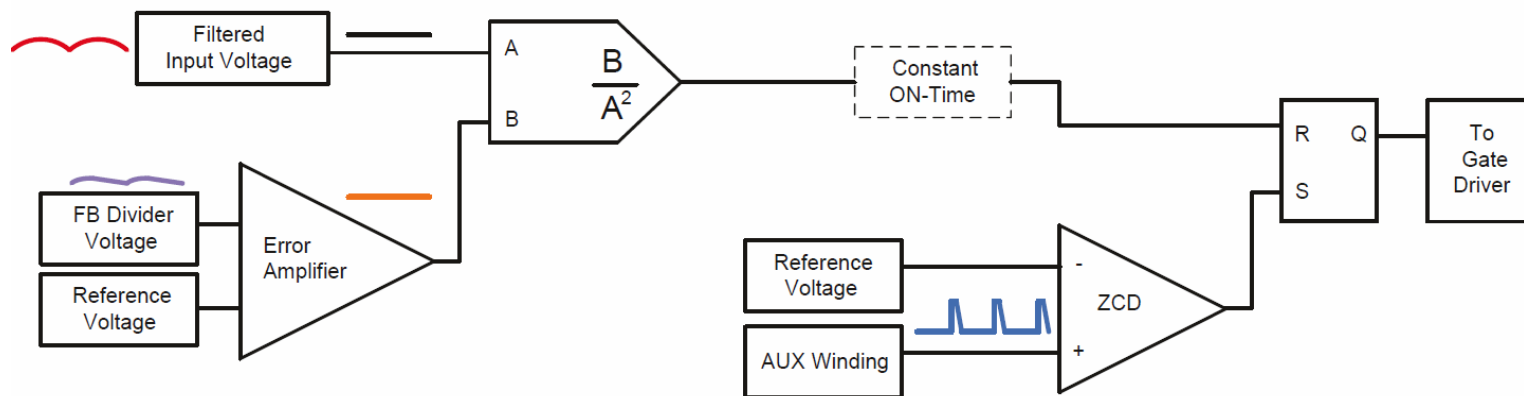 Filtered
Input Voltage
A
B
B
A²
Constant
ON-Time
R
Q
S
To
Gate
Driver
FB Divider
Voltage
Reference
Voltage
Error
Amplifier
Reference
Voltage
AUX Winding
-
+
ZCD